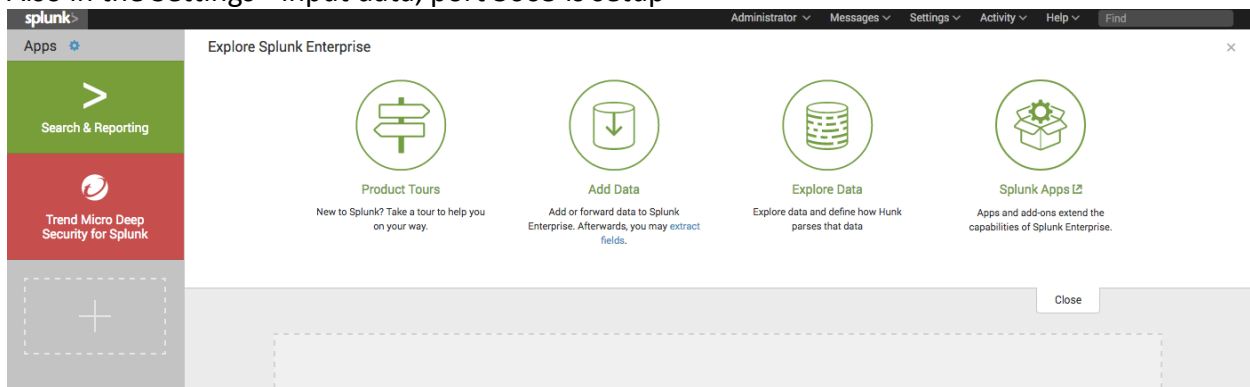 splunk>
Administrator Messages Settings Activity Help Find
Apps
Explore Splunk Enterprise
>
Search & Reporting
Trend Micro Deep
Security for Splunk
Product Tours
New to Splunk? Take a tour to help you
on your way.
Add Data
Add or forward data to Splunk
Enterprise. Afterwards, you may extract
fields.
Explore Data
Explore data and define how Hunk
parses that data
Splunk Apps
Apps and add-ons extend the
capabilities of Splunk Enterprise.
Close